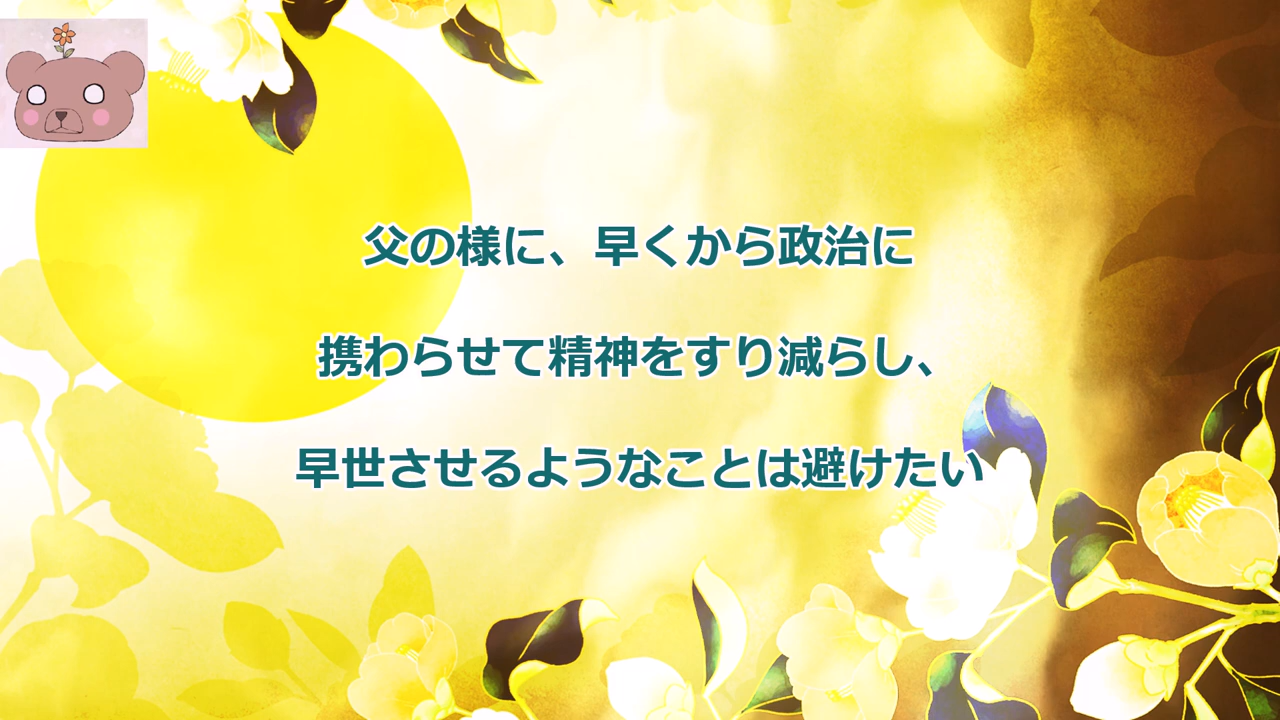 父の様に、早くから政治に
携わらせて精神をすり減らし、
早世させるようなことは避けたい